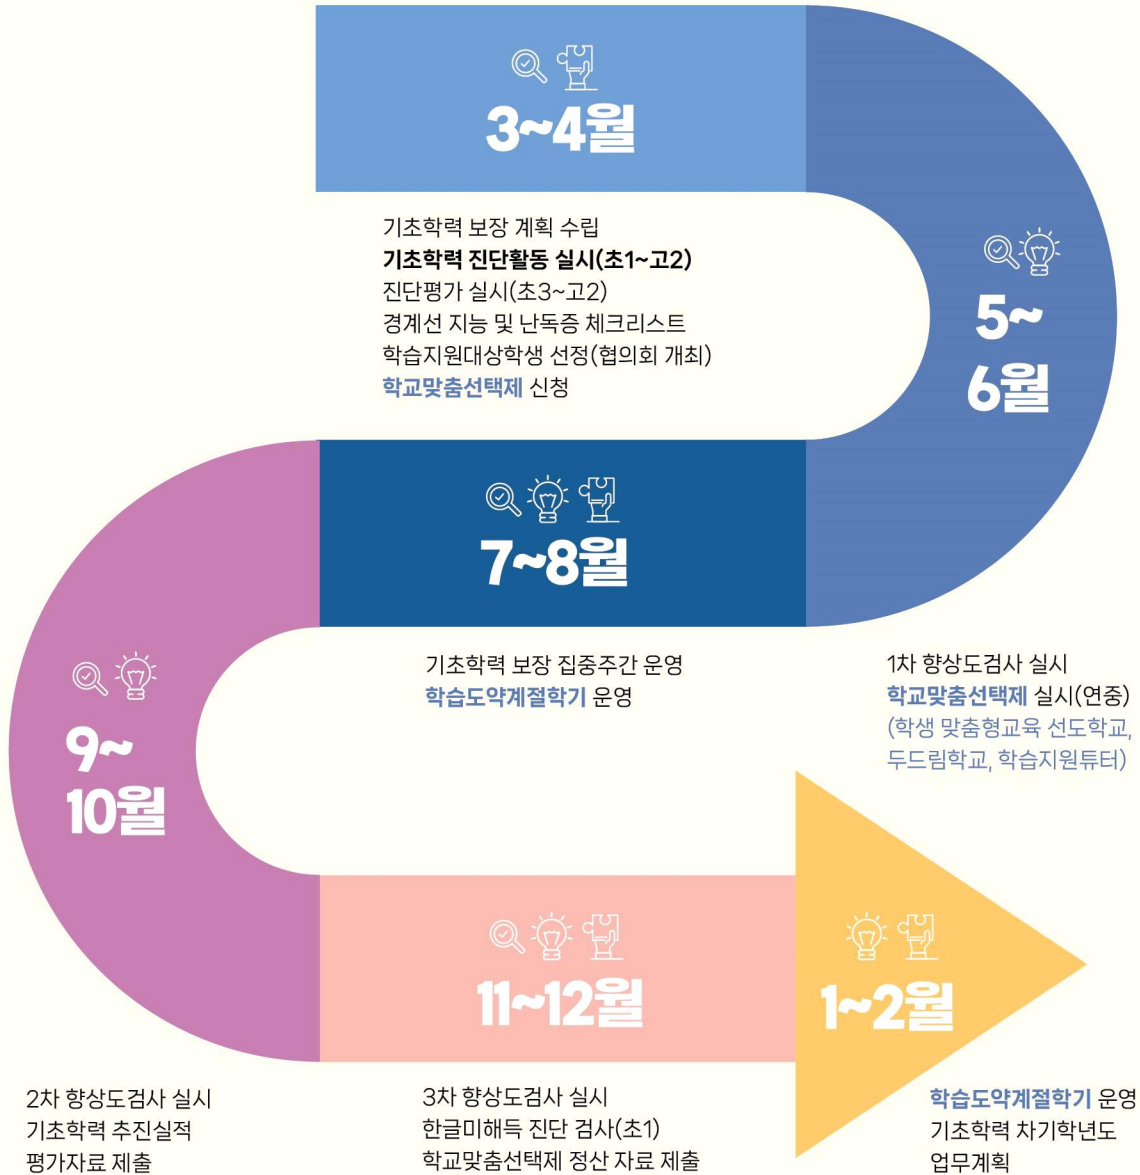 3~4월
기초학력 보장 계획 수립
기초학력 진단활동 실시(초1~고2)
진단평가 실시(초3~고2)
경계선 지능 및 난독증 체크리스트
학습지원대상학생 선정(협의회 개최)
학교맞춤선택제 신청
5~
6월
1차 향상도검사 실시
학교맞춤선택제 실시(연중)
(학생 맞춤형교육 선도학교,
두드림학교, 학습지원튜터)
7~8월
기초학력 보장 집중주간 운영
학습도약계절학기 운영
9~
10월
2차 향상도검사 실시
기초학력 추진실적
평가자료 제출
11~12월
3차 향상도검사 실시
한글미해득 진단 검사(초1)
학교맞춤선택제 정산 자료 제출
1~2월
학습도약계절학기 운영
기초학력 차기학년도
업무계획